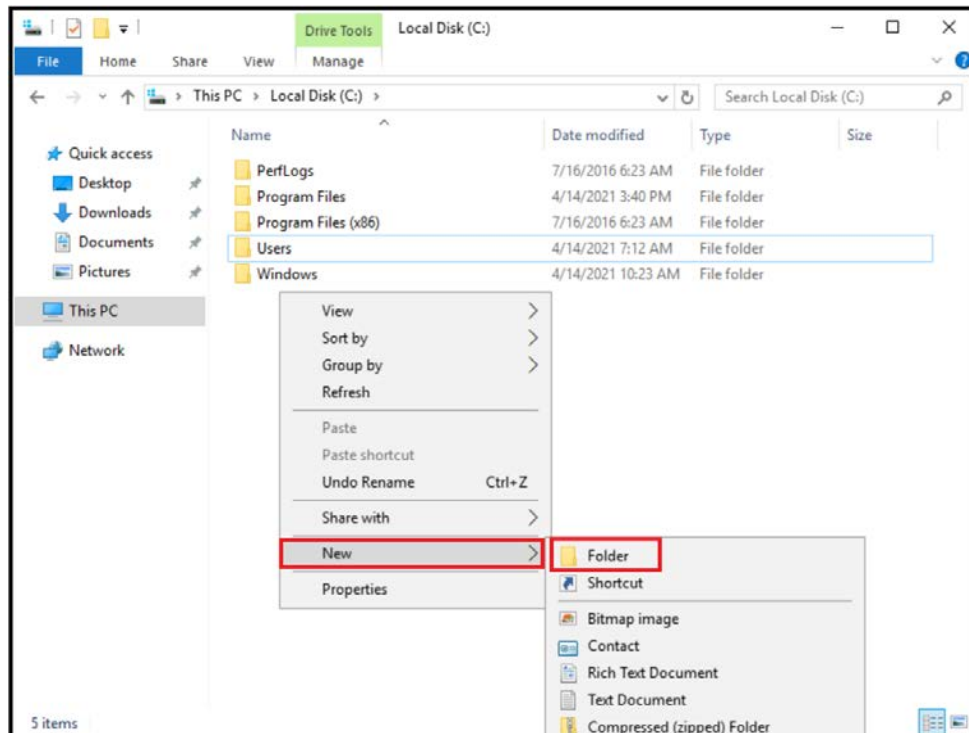 Drive Tools Local Disk (C:)
File Home Share View Manage ?
This PC Local Disk (C:) Search Local Disk (C:)
Name Date modified Type Size
Quick access
Desktop
Downloads
Documents
Pictures
This PC
Network
PerfLogs 7/16/2016 6:23 AM File folder
Program Files 4/14/2021 3:40 PM File folder
Program Files (x86) 7/16/2016 6:23 AM File folder
Users 4/14/2021 7:12 AM File folder
Windows 4/14/2021 10:23 AM File folder
View
Sort by
Group by
Refresh
Paste
Paste shortcut
Undo Rename Ctrl+Z
Share with
New
Properties
Folder
Shortcut
Bitmap image
Contact
Rich Text Document
Text Document
Compressed (zipped) Folder
5 items